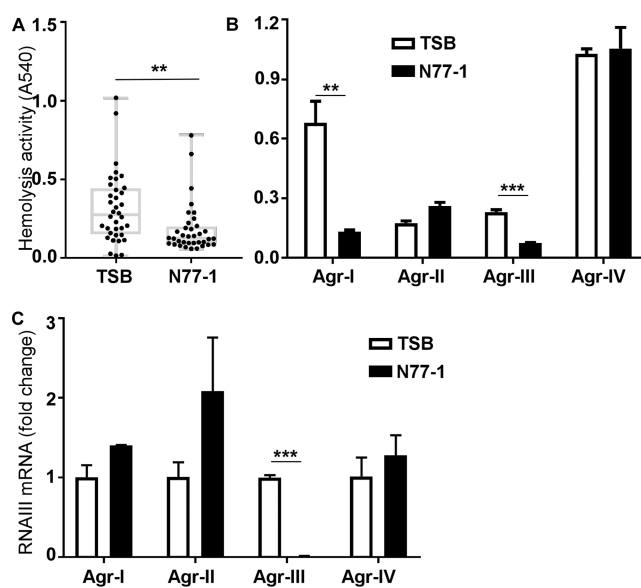 A
Hemolysis activity (A540)
**
1.5
1.0
0.5
0.0
TSB N77-1
B
TSB
N77-1
1.2
0.9
0.6
0.3
0.0
**
***
Agr-I Agr-II Agr-III Agr-IV
C
RNAIII mRNA (fold change)
TSB
N77-1
3
2
1
0
***
Agr-I Agr-II Agr-III Agr-IV